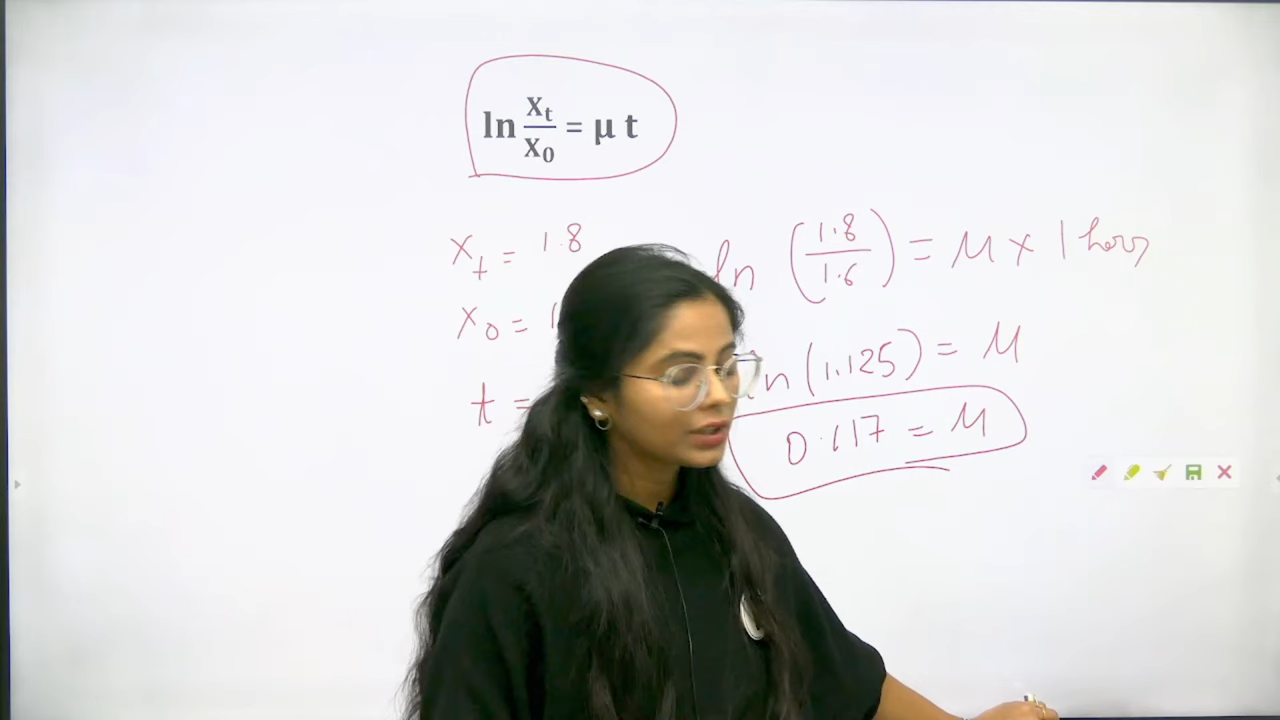 ln Xt/X0 = μ t
Xt = 1.8
X0 = 1
t =
ln (1.8/1.6) = μ × 1 hour
ln (1.125) = μ
0.117 = μ